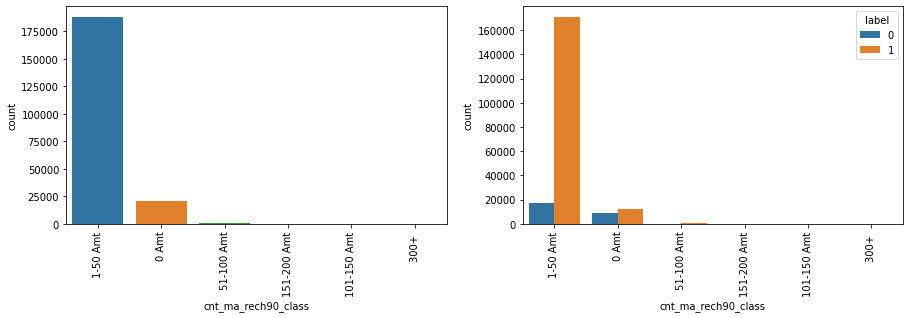 175000
150000
125000
100000
75000
50000
25000
0
count
1-50 Amt
0 Amt
51-100 Amt
151-200 Amt
101-150 Amt
300+
cnt_ma_rech90_class
160000
140000
120000
100000
80000
60000
40000
20000
0
count
label
0
1
1-50 Amt
0 Amt
51-100 Amt
151-200 Amt
101-150 Amt
300+
cnt_ma_rech90_class